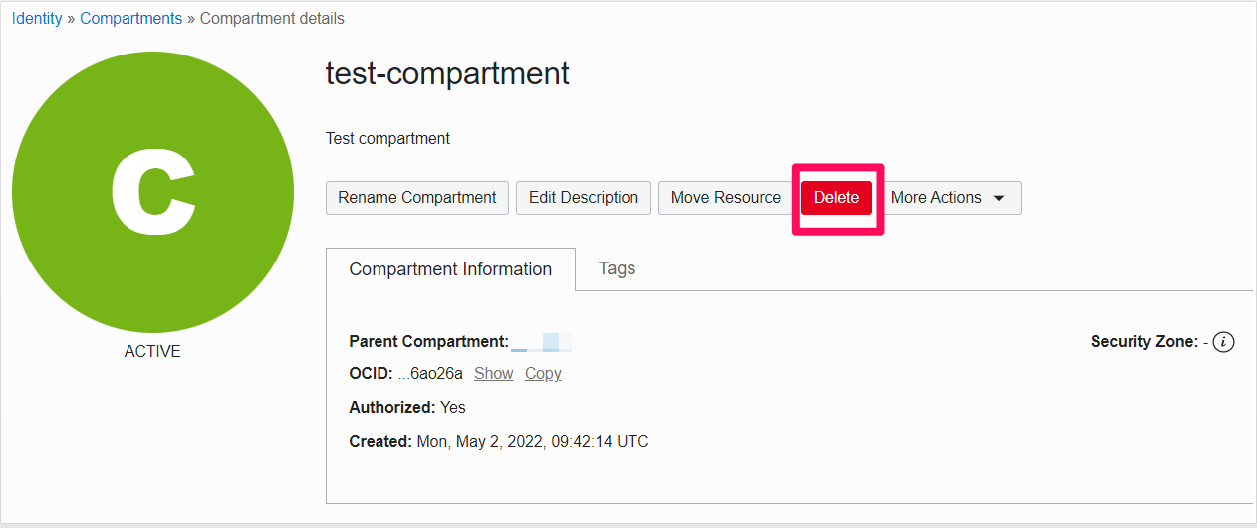 Identity » Compartments » Compartment details
C
test-compartment
Test compartment
Rename Compartment Edit Description Move Resource Delete More Actions
Compartment Information Tags
Parent Compartment: Security Zone: - i
OCID: ...6ao26a Show Copy
Authorized: Yes
Created: Mon, May 2, 2022, 09:42:14 UTC
ACTIVE